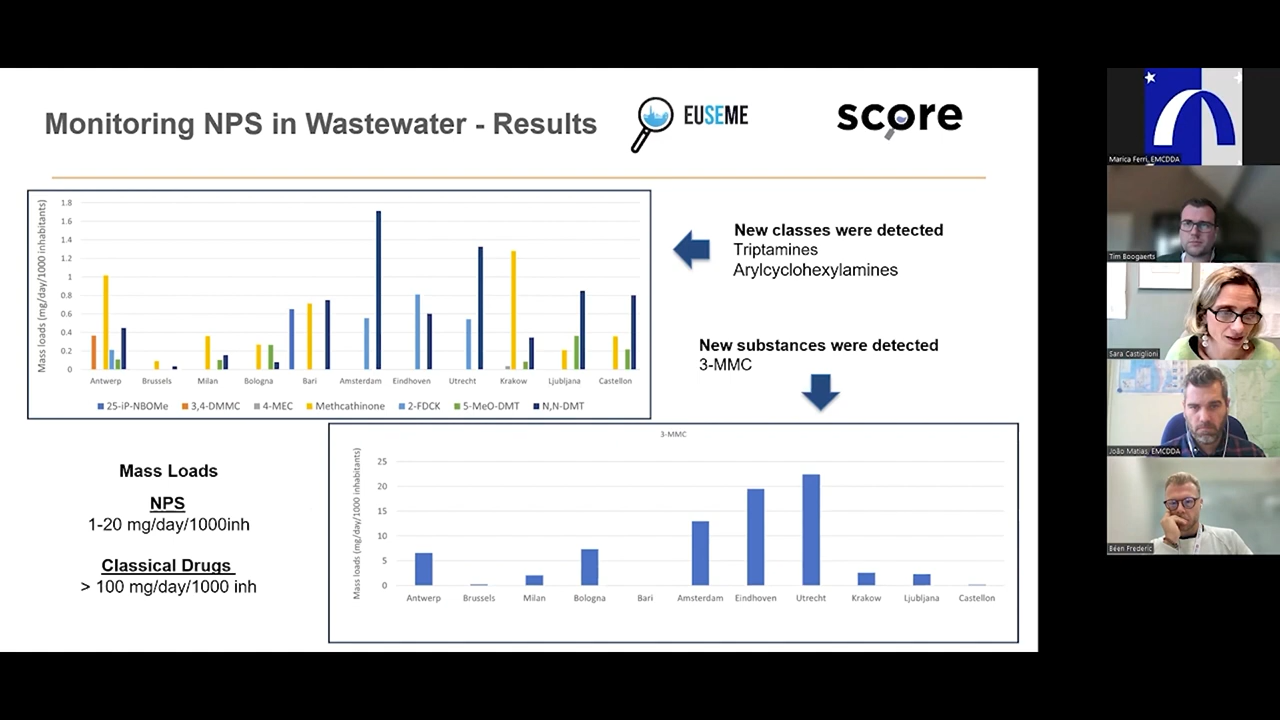 Monitoring NPS in Wastewater - Results
EUSEME
score
Mass loads (mg/day/1000 inhabitants)
1.8
1.6
1.4
1.2
1
0.8
0.6
0.4
0.2
0
Antwerp Brussels Milan Bologna Bari Amsterdam Eindhoven Utrecht Krakow Ljubljana Castellon
25-iP-NBOMe 3,4-DMMC 4-MEC Methcathinone 2-FDCK 5-MeO-DMT N,N-DMT
New classes were detected
Triptamines
Arylcyclohexylamines
New substances were detected
3-MMC
Mass Loads
NPS
1-20 mg/day/1000inh
Classical Drugs
> 100 mg/day/1000 inh
3-MMC
Mass loads (mg/day/1000 inhabitants)
25
20
15
10
5
0
Antwerp Brussels Milan Bologna Bari Amsterdam Eindhoven Utrecht Krakow Ljubljana Castellon
Marica Ferri, EMCDDA
Tim Boogaerts
Sara Castiglioni
João Matias, EMCDDA
Béen Frederic